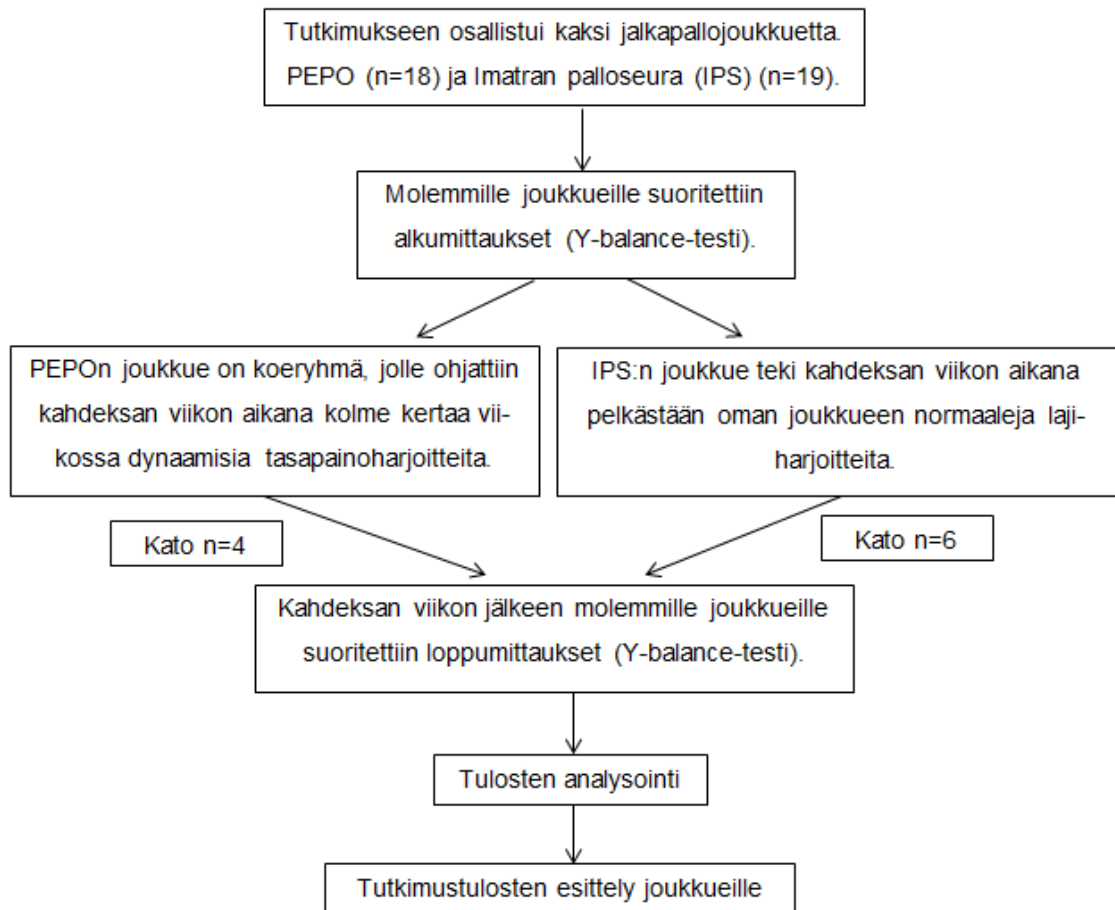 Tutkimukseen osallistui kaksi jalkapallojoukkuetta.
PEPO (n=18) ja Imatran palloseura (IPS) (n=19).
Molemmille joukkueille suoritettiin
alkumittaukset (Y-balance-testi).
PEPOn joukkue on koeryhmä, jolle ohjattiin
kahdeksan viikon aikana kolme kertaa vii-
kossa dynaamisia tasapainoharjoitteita.
IPS:n joukkue teki kahdeksan viikon aikana
pelkästään oman joukkueen normaaleja laji-
harjoitteita.
Kato n=4
Kato n=6
Kahdeksan viikon jälkeen molemmille joukkueille
suoritettiin loppumittaukset (Y-balance-testi).
Tulosten analysointi
Tutkimustulosten esittely joukkueille